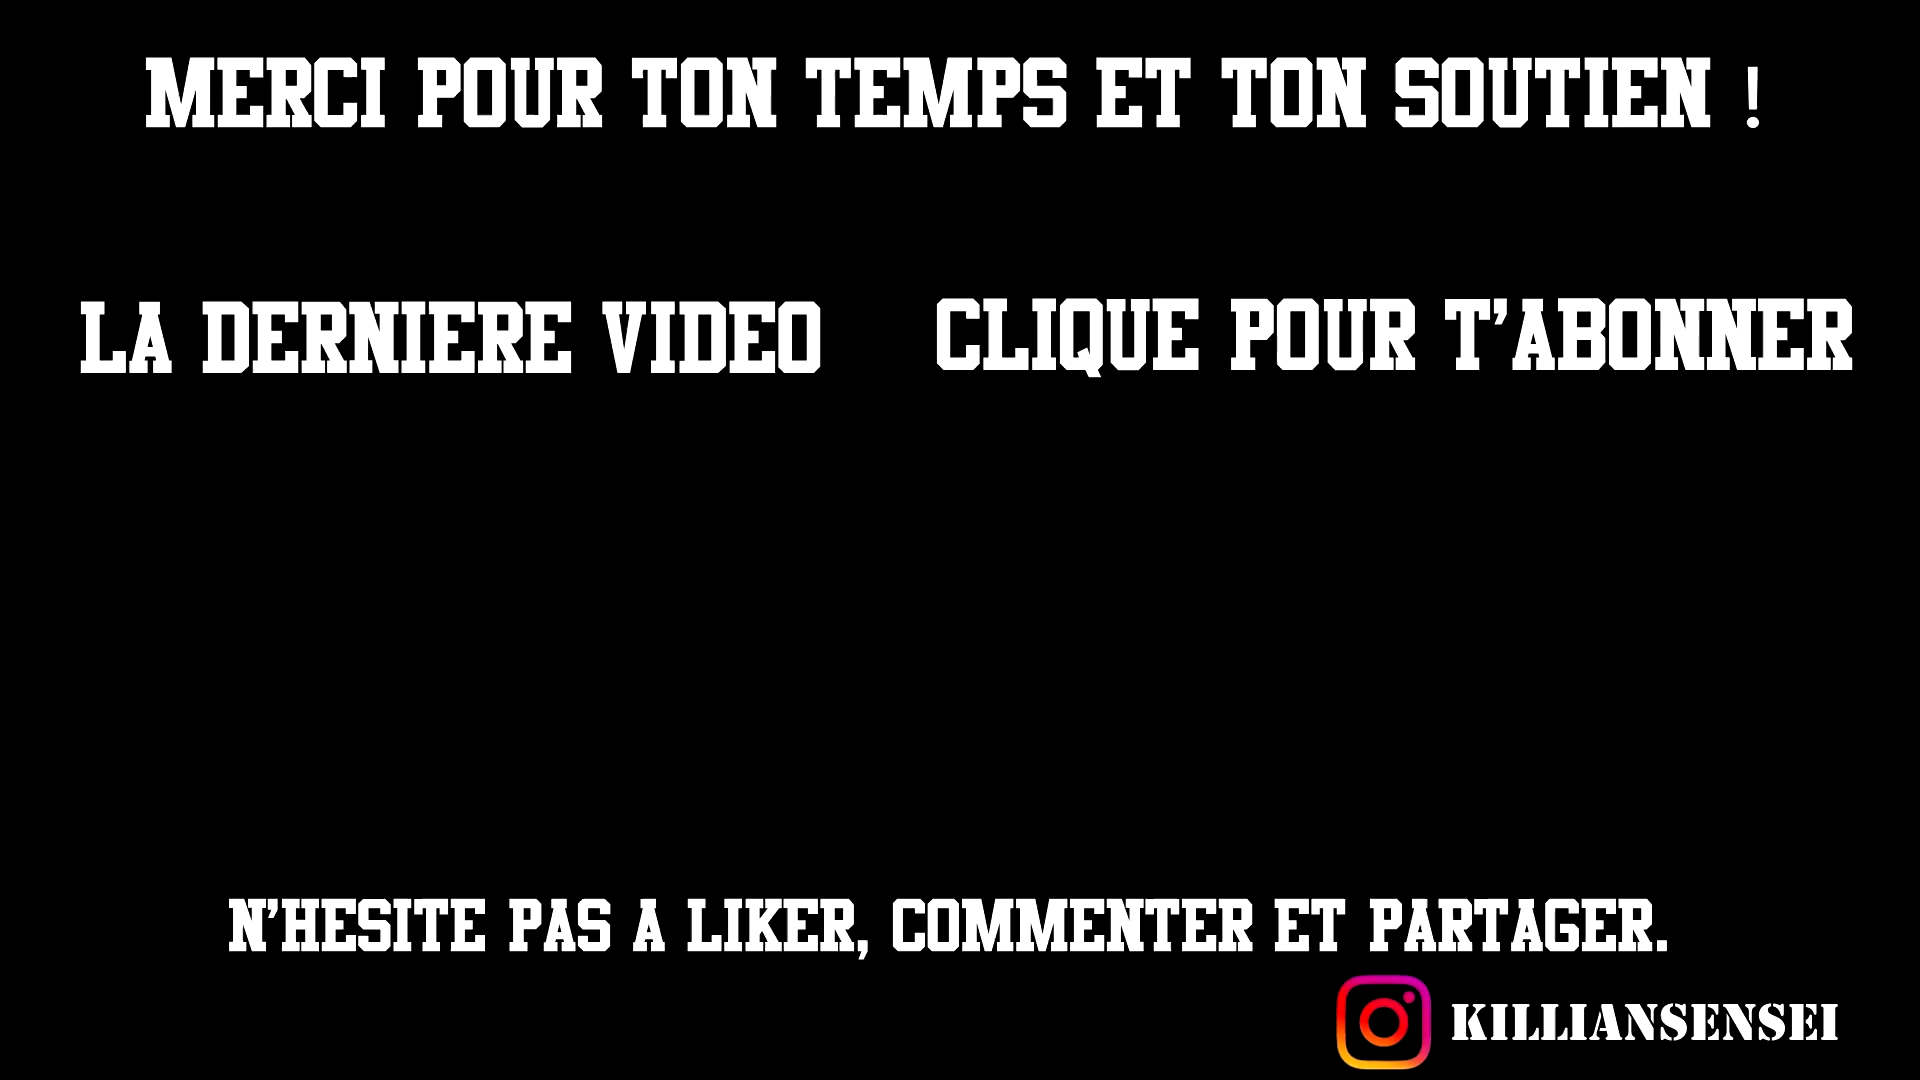 MERCI POUR TON TEMPS ET TON SOUTIEN !
LA DERNIERE VIDEO
CLIQUE POUR T'ABONNER
N'HESITE PAS A LIKER, COMMENTER ET PARTAGER.
KILLIANSENSEI